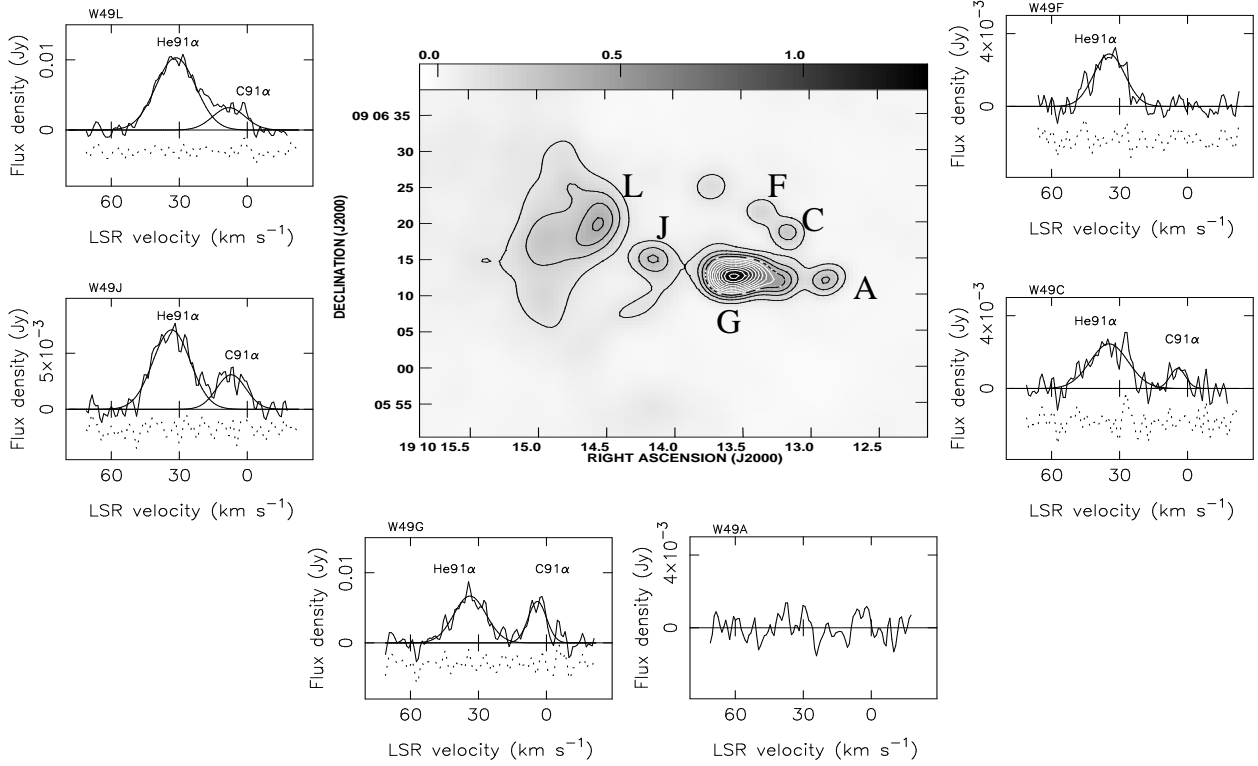 W49L
Flux density (Jy)
0.01
0
He91α
C91α
60 30 0
LSR velocity (km s⁻¹)
W49J
Flux density (Jy)
5×10⁻³
0
He91α
C91α
60 30 0
LSR velocity (km s⁻¹)
0.0 0.5 1.0
DECLINATION (J2000)
09 06 35
30
25
20
15
10
05
00
05 55
L
J
F
C
A
G
19 10 15.5 15.0 14.5 14.0 13.5 13.0 12.5
RIGHT ASCENSION (J2000)
W49F
Flux density (Jy)
4×10⁻³
0
He91α
60 30 0
LSR velocity (km s⁻¹)
W49C
Flux density (Jy)
4×10⁻³
0
He91α
C91α
60 30 0
LSR velocity (km s⁻¹)
W49G
Flux density (Jy)
0.01
0
He91α
C91α
60 30 0
LSR velocity (km s⁻¹)
W49A
Flux density (Jy)
4×10⁻³
0
60 30 0
LSR velocity (km s⁻¹)